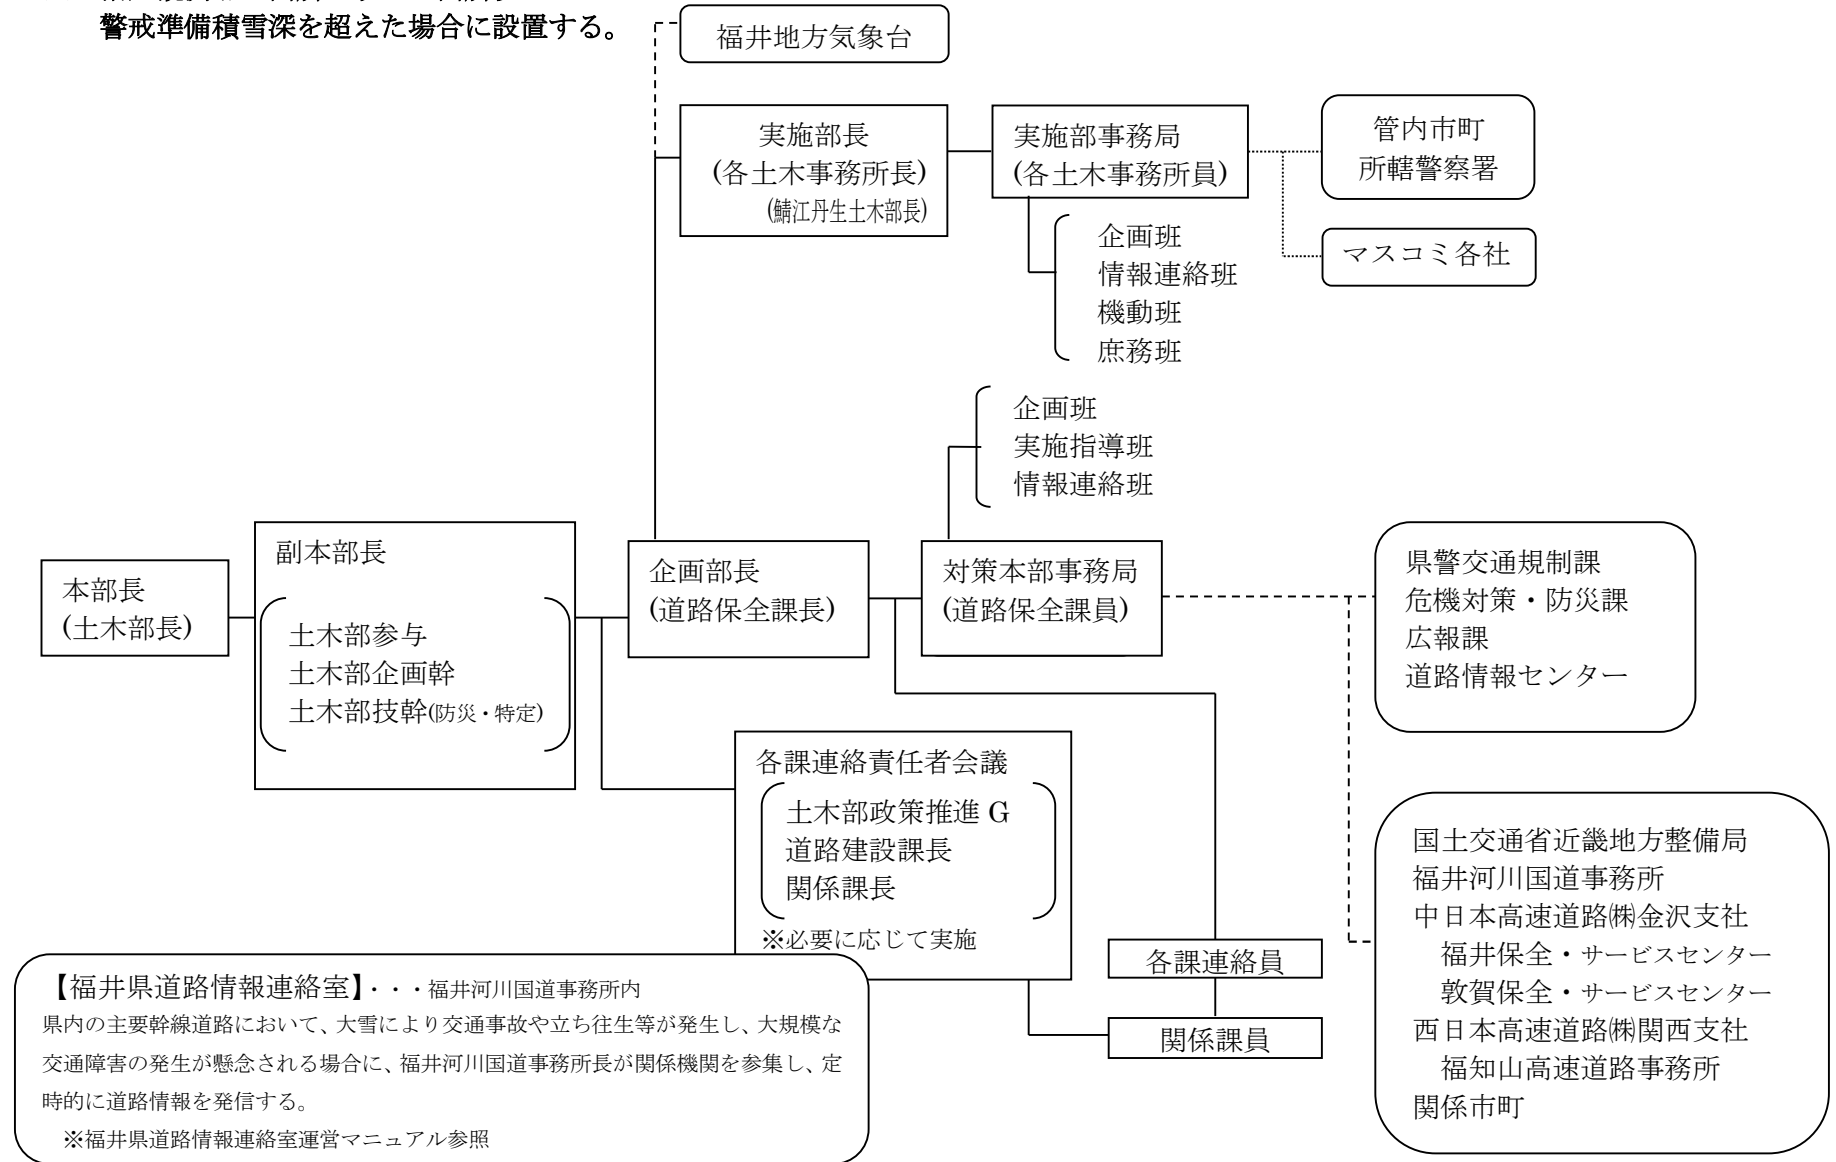 警戒準備積雪深を超えた場合に設置する。
福井地方気象台
実施部長
(各土木事務所長)
(鯖江丹生土木部長)
実施部事務局
(各土木事務所員)
管内市町
所轄警察署
マスコミ各社
企画班
情報連絡班
機動班
庶務班
企画班
実施指導班
情報連絡班
本部長
(土木部長)
副本部長
土木部参与
土木部企画幹
土木部技幹(防災・特定)
企画部長
(道路保全課長)
対策本部事務局
(道路保全課員)
県警交通規制課
危機対策・防災課
広報課
道路情報センター
各課連絡責任者会議
土木部政策推進 G
道路建設課長
関係課長
※必要に応じて実施
各課連絡員
関係課員
国土交通省近畿地方整備局
福井河川国道事務所
中日本高速道路㈱金沢支社
福井保全・サービスセンター
敦賀保全・サービスセンター
西日本高速道路㈱関西支社
福知山高速道路事務所
関係市町
【福井県道路情報連絡室】・・・福井河川国道事務所内
県内の主要幹線道路において、大雪により交通事故や立ち往生等が発生し、大規模な
交通障害の発生が懸念される場合に、福井河川国道事務所長が関係機関を参集し、定
時的に道路情報を発信する。
※福井県道路情報連絡室運営マニュアル参照